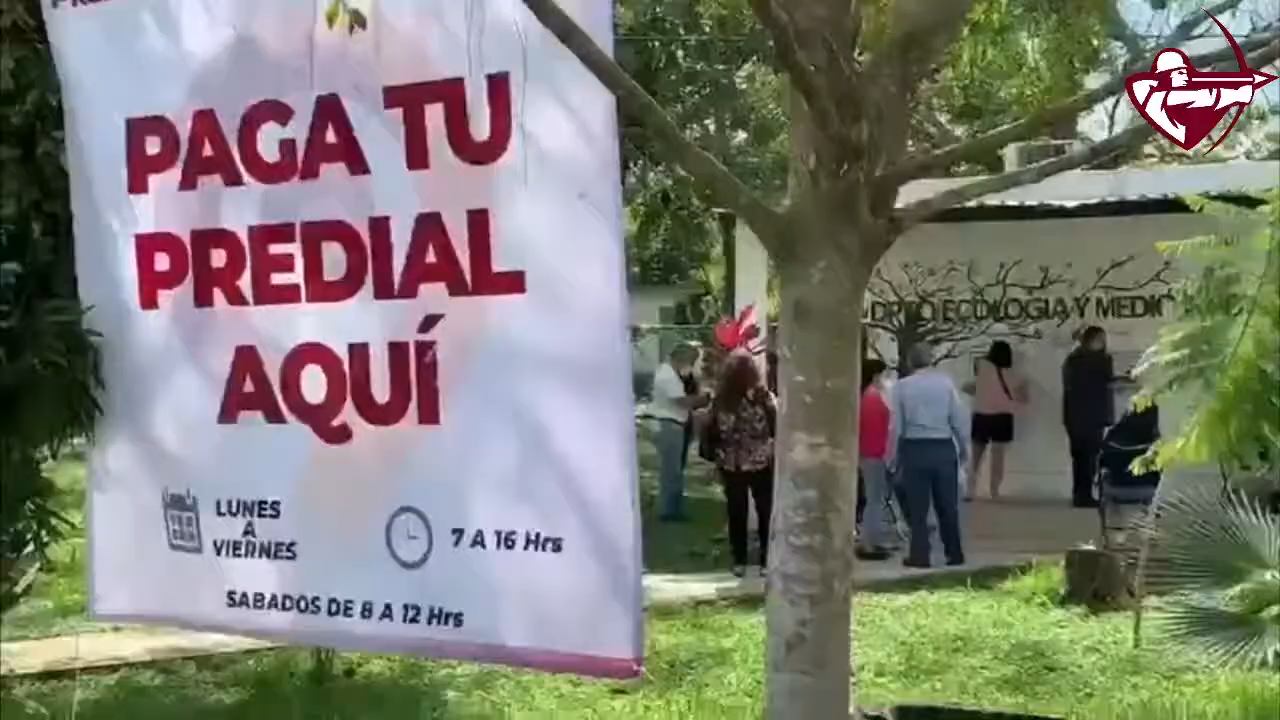 PAGA TU
PREDIAL
AQUÍ
LUNES
A
VIERNES
7 A 16 Hrs
SABADOS DE 8 A 12 Hrs
ECOLOGIA Y MEDIO